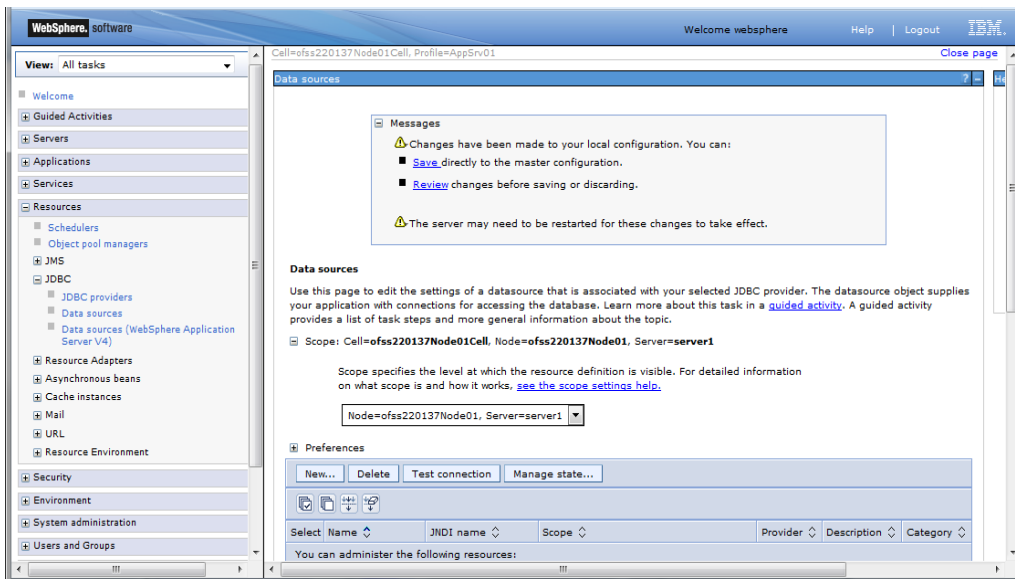 WebSphere. software
Welcome websphere
Help | Logout
IBM.
View: All tasks
Welcome
Guided Activities
Servers
Applications
Services
Resources
Schedulers
Object pool managers
JMS
JDBC
JDBC providers
Data sources
Data sources (WebSphere Application
Server V4)
Resource Adapters
Asynchronous beans
Cache instances
Mail
URL
Resource Environment
Security
Environment
System administration
Users and Groups
Cell=ofss220137Node01Cell, Profile=AppSrv01
Close page
Data sources
? -
He
Messages
Changes have been made to your local configuration. You can:
Save directly to the master configuration.
Review changes before saving or discarding.
The server may need to be restarted for these changes to take effect.
Data sources
Use this page to edit the settings of a datasource that is associated with your selected JDBC provider. The datasource object supplies
your application with connections for accessing the database. Learn more about this task in a guided activity. A guided activity
provides a list of task steps and more general information about the topic.
Scope: Cell=ofss220137Node01Cell, Node=ofss220137Node01, Server=server1
Scope specifies the level at which the resource definition is visible. For detailed information
on what scope is and how it works, see the scope settings help.
Node=ofss220137Node01, Server=server1
Preferences
New... Delete Test connection Manage state...
Select Name JNDI name Scope Provider Description Category
You can administer the following resources: